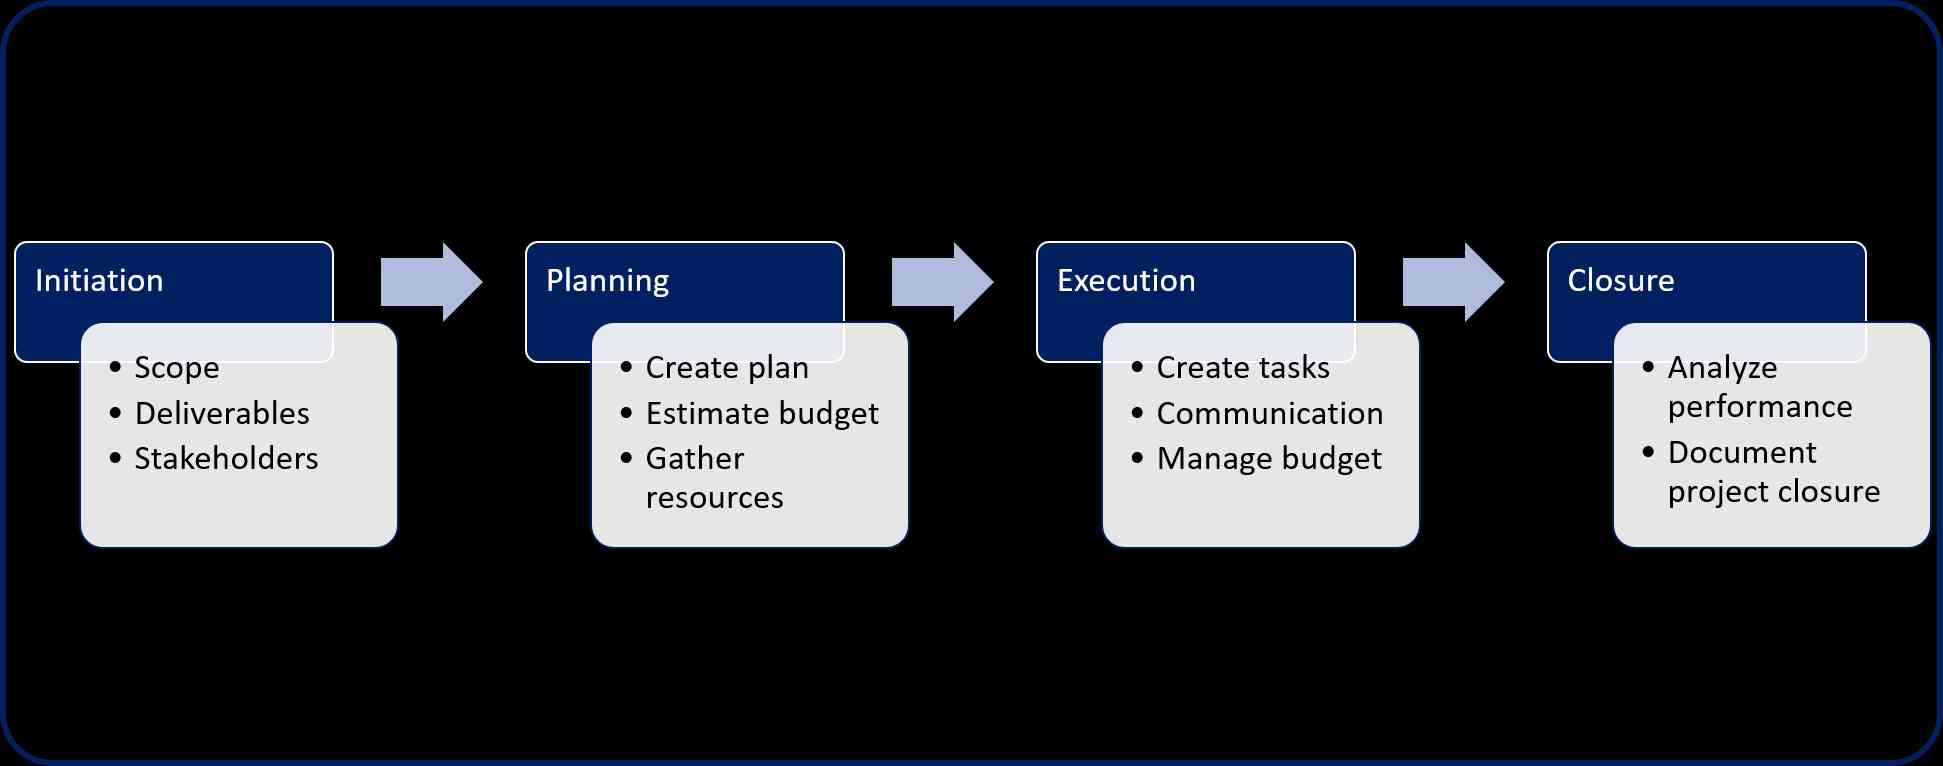 Initiation
• Scope
• Deliverables
• Stakeholders
Planning
• Create plan
• Estimate budget
• Gather
resources
Execution
• Create tasks
• Communication
• Manage budget
Closure
• Analyze
performance
• Document
project closure